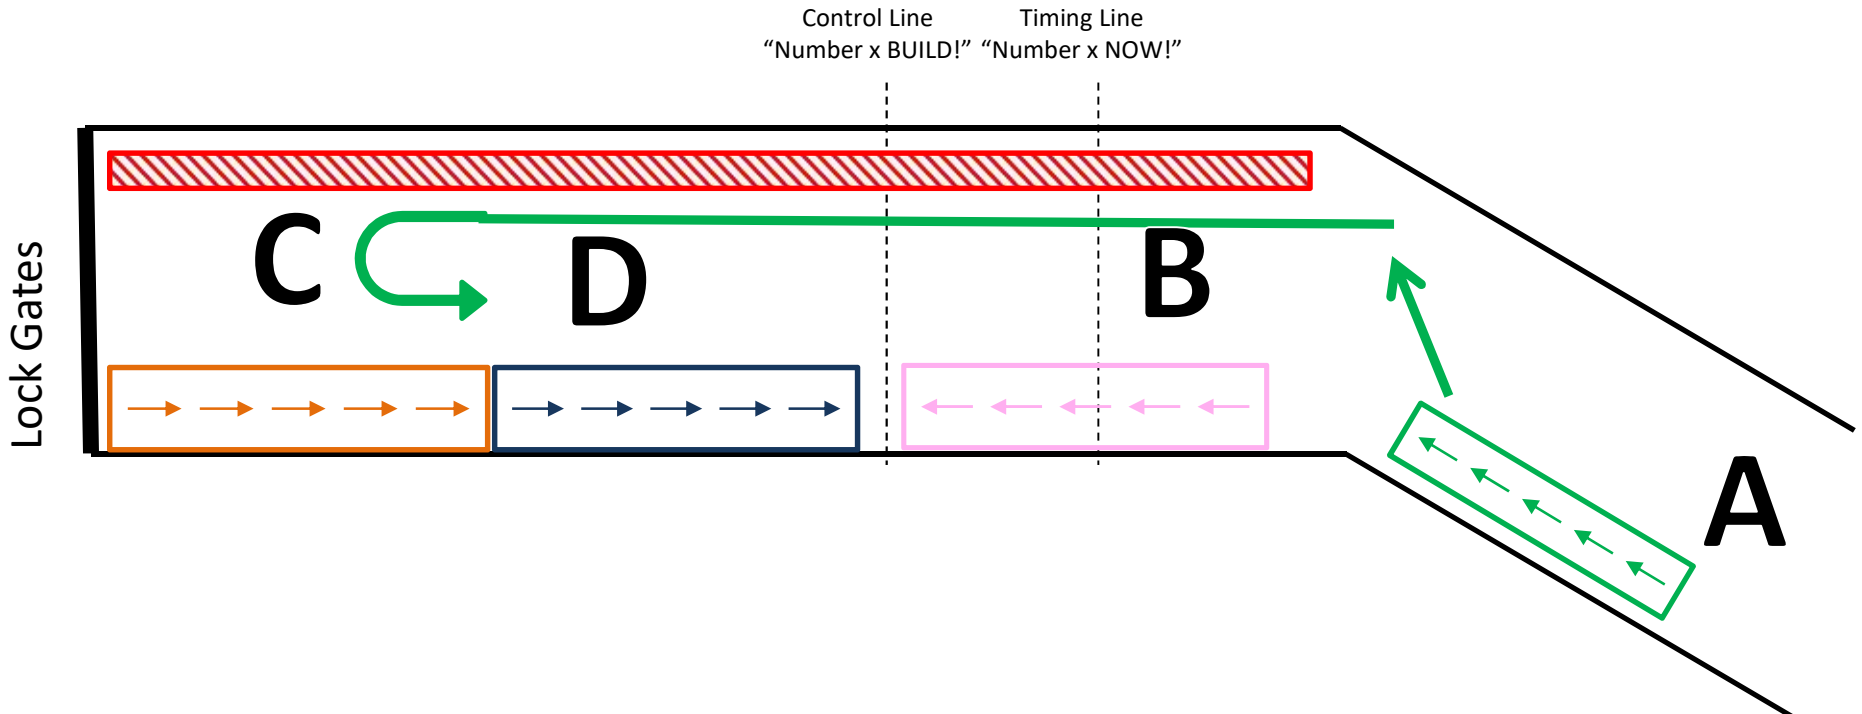 Control Line
“Number x BUILD!”
Timing Line
“Number x NOW!”
Lock Gates
C
D
B
A